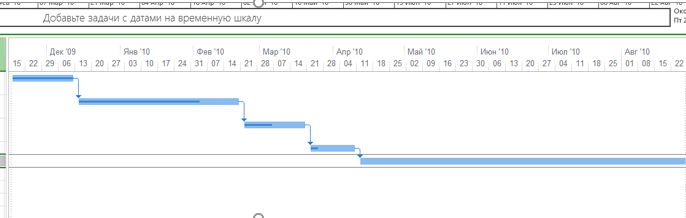 Добавьте задачи с датами на временную шкалу
Око
Пт 2
Дек '09 Янв '10 Фев '10 Мар '10 Апр '10 Май '10 Июн '10 Июл '10 Авг '10
15 22 29 06 13 20 27 03 10 17 24 31 07 14 21 28 07 14 21 28 04 11 18 25 02 09 16 23 30 06 13 20 27 04 11 18 25 01 08 15 22